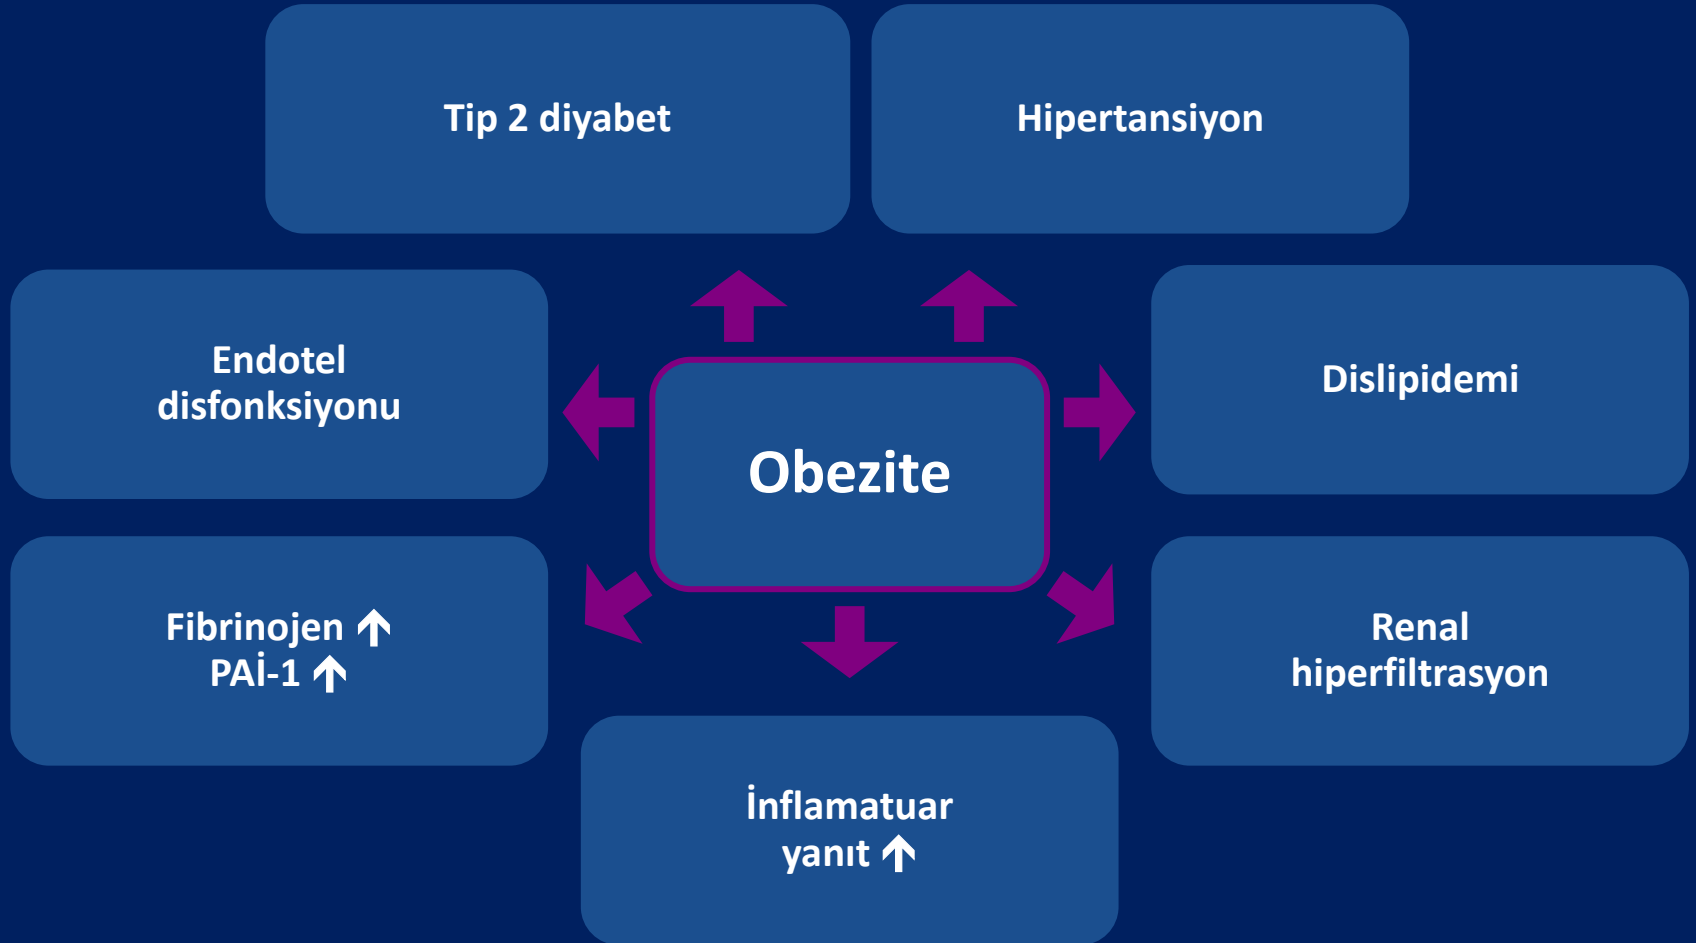 Tip 2 diyabet
Hipertansiyon
Endotel
disfonksiyonu
Dislipidemi
Obezite
Fibrinojen ↑
PAİ-1 ↑
Renal
hiperfiltrasyon
İnflamatuar
yanıt ↑